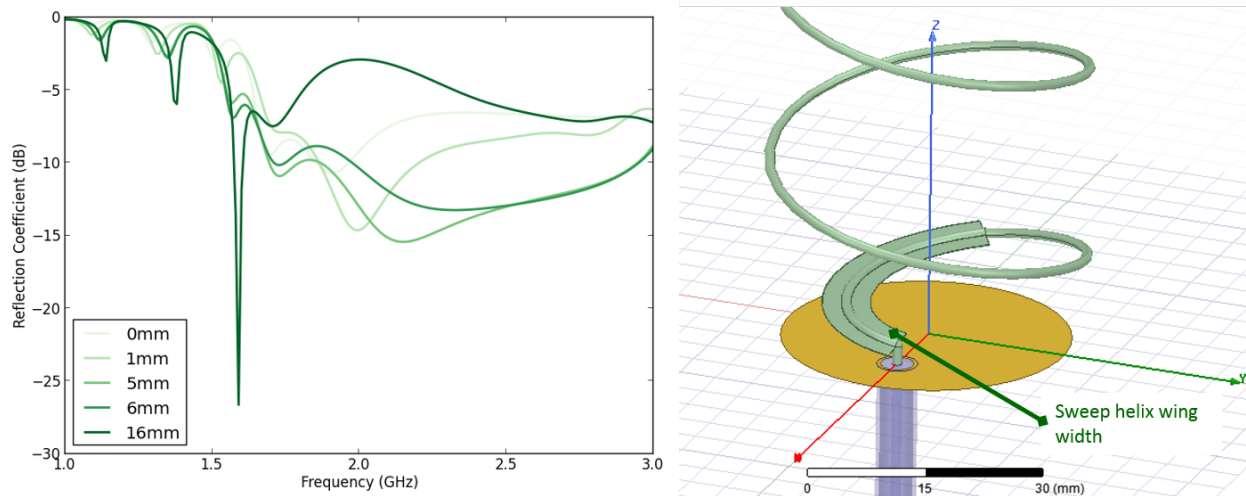 0
−5
−10
−15
−20
−25
−30
Reflection Coefficient (dB)
0mm
1mm
5mm
6mm
16mm
1.0
1.5
2.0
2.5
3.0
Frequency (GHz)
Z
Y
Sweep helix wing
width
0
15
30 (mm)